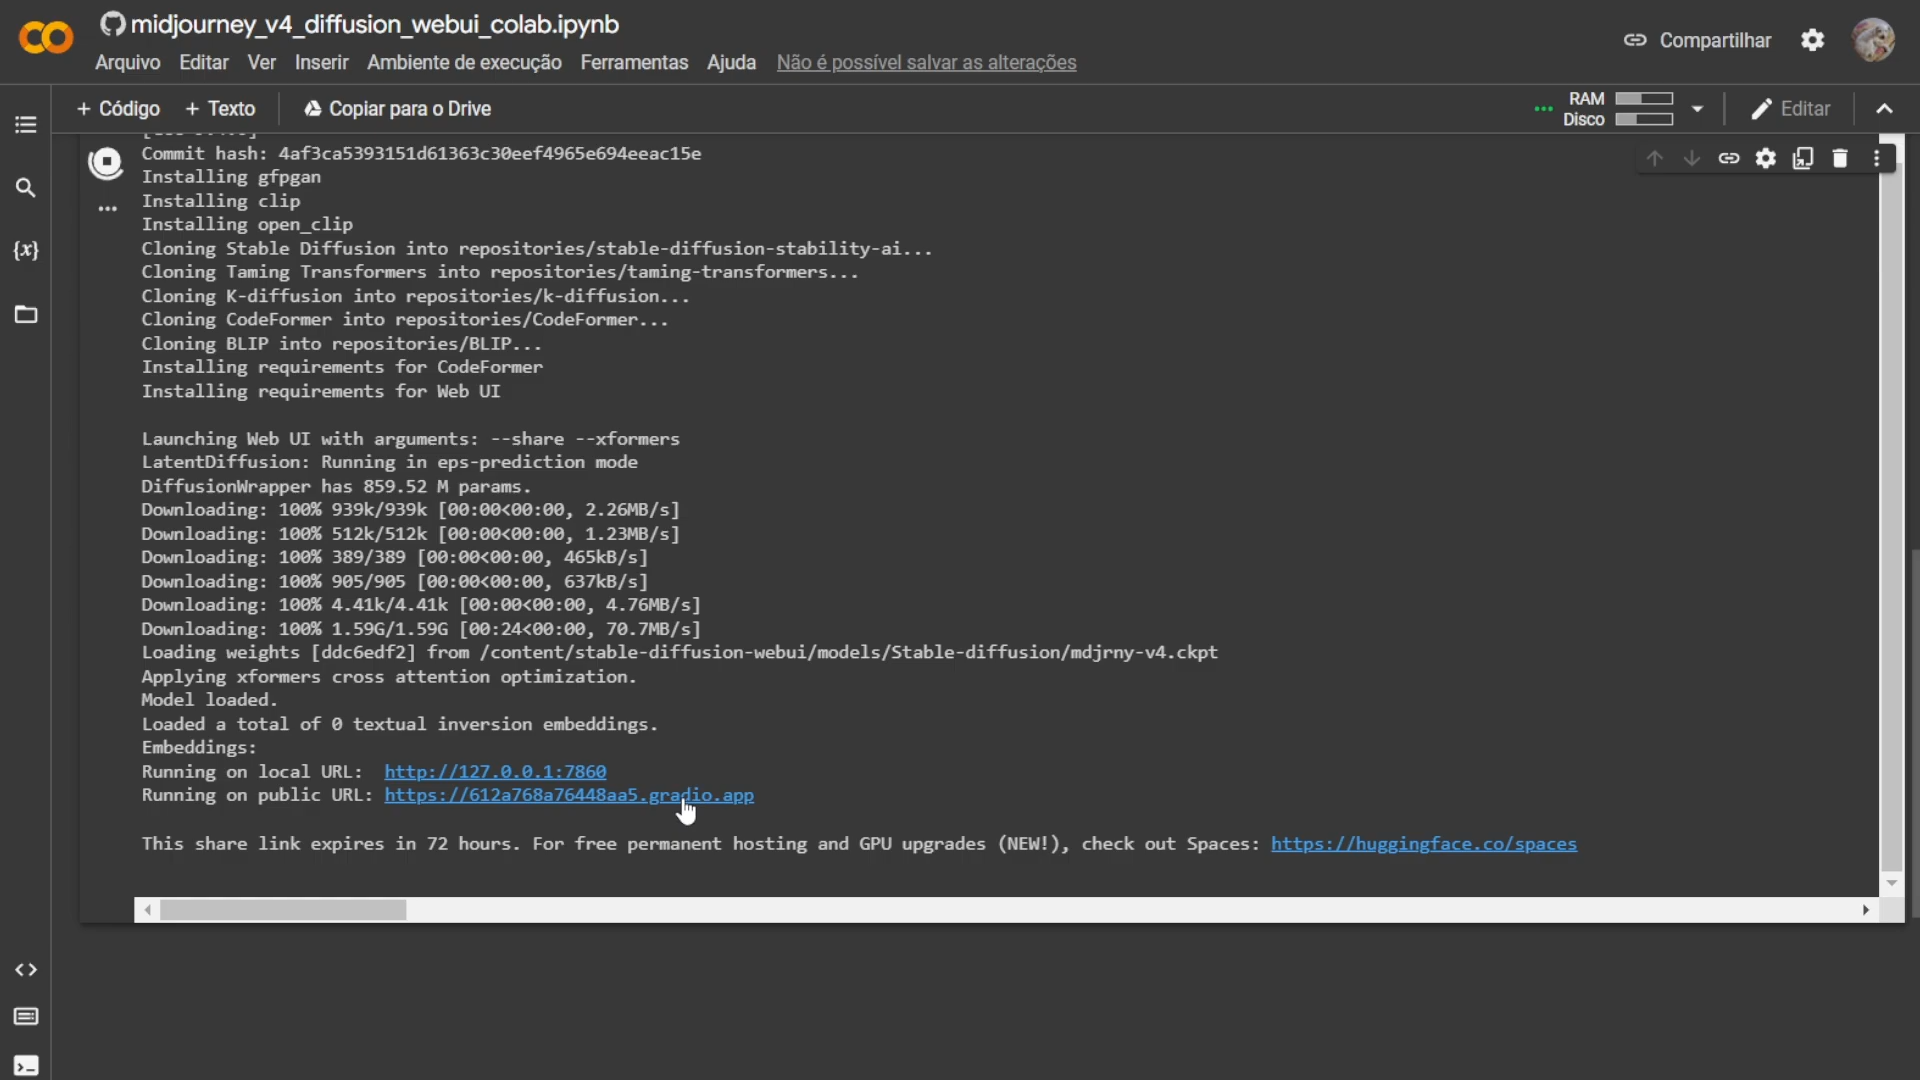 midjourney_v4_diffusion_webui_colab.ipynb
Compartilhar
Arquivo Editar Ver Inserir Ambiente de execução Ferramentas Ajuda Não é possível salvar as alterações
+ Código + Texto Copiar para o Drive
RAM
Disco
Editar
Commit hash: 4af3ca5393151d61363c30eef4965e694eeac15e
Installing gfpgan
Installing clip
Installing open_clip
Cloning Stable Diffusion into repositories/stable-diffusion-stability-ai...
Cloning Taming Transformers into repositories/taming-transformers...
Cloning K-diffusion into repositories/k-diffusion...
Cloning CodeFormer into repositories/CodeFormer...
Cloning BLIP into repositories/BLIP...
Installing requirements for CodeFormer
Installing requirements for Web UI
Launching Web UI with arguments: --share --xformers
LatentDiffusion: Running in eps-prediction mode
DiffusionWrapper has 859.52 M params.
Downloading: 100% 939k/939k [00:00<00:00, 2.26MB/s]
Downloading: 100% 512k/512k [00:00<00:00, 1.23MB/s]
Downloading: 100% 389/389 [00:00<00:00, 465kB/s]
Downloading: 100% 905/905 [00:00<00:00, 637kB/s]
Downloading: 100% 4.41k/4.41k [00:00<00:00, 4.76MB/s]
Downloading: 100% 1.59G/1.59G [00:24<00:00, 70.7MB/s]
Loading weights [ddc6edf2] from /content/stable-diffusion-webui/models/Stable-diffusion/mdjrny-v4.ckpt
Applying xformers cross attention optimization.
Model loaded.
Loaded a total of 0 textual inversion embeddings.
Embeddings:
Running on local URL: http://127.0.0.1:7860
Running on public URL: https://612a768a76448aa5.gradio.app
This share link expires in 72 hours. For free permanent hosting and GPU upgrades (NEW!), check out Spaces: https://huggingface.co/spaces